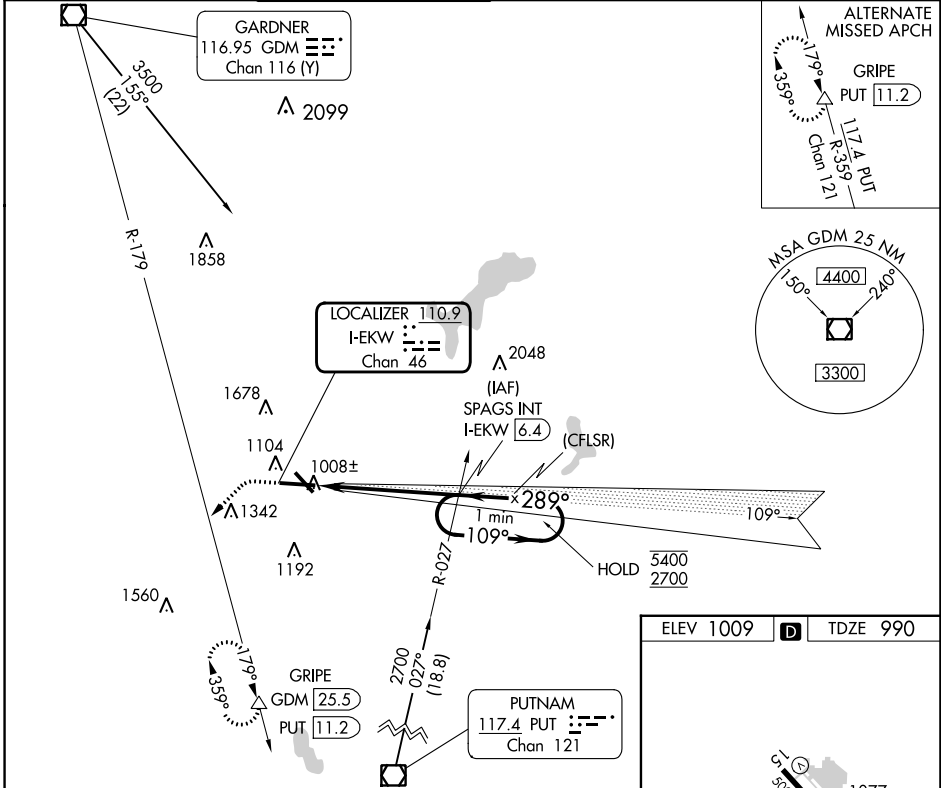 GARDNER
116.95 GDM
Chan 116 (Y)
3500
155°
(22)
2099
ALTERNATE
MISSED APCH
179°
359°
GRIPE
PUT 11.2
117.4 PUT
R-359
Chan 121
R-179
1858
MSA GDM 25 NM
150°
4400
240°
3300
LOCALIZER 110.9
I-EKW
Chan 46
2048
(IAF)
SPAGS INT
I-EKW 6.4
(CFLSR)
1678
1104
1008±
1342
x 289°
1 min
109°
109°
HOLD 5400
2700
1192
1560
R-027
2700
027°
(18.8)
179°
359°
GRIPE
GDM 25.5
PUT 11.2
PUTNAM
117.4 PUT
Chan 121
ELEV 1009 D TDZE 990
15
V